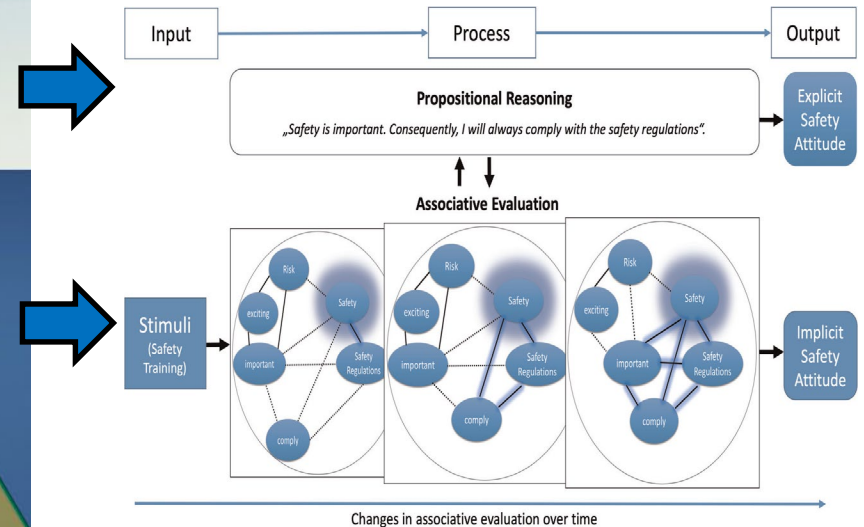 Input
Process
Output
Propositional Reasoning
„Safety is important. Consequently, I will always comply with the safety regulations“.
Explicit
Safety
Attitude
Associative Evaluation
Stimuli
(Safety
Training)
Risk
exciting
Safety
important
Safety
Regulations
comply
Risk
exciting
Safety
important
Safety
Regulations
comply
Risk
exciting
Safety
important
Safety
Regulations
comply
Implicit
Safety
Attitude
Changes in associative evaluation over time